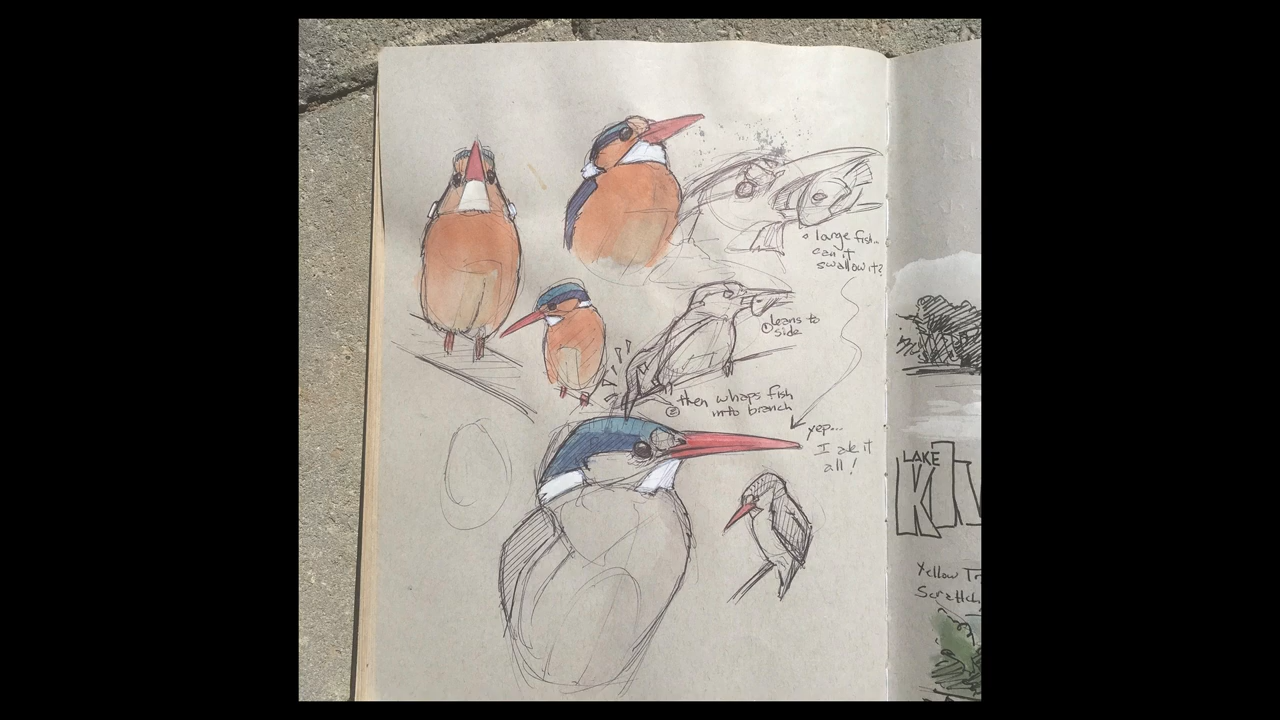 large fish...
can it
swallow it?
① leans to
side
② then whaps fish
into branch
yep...
I ate it
all!
LAKE
Yellow